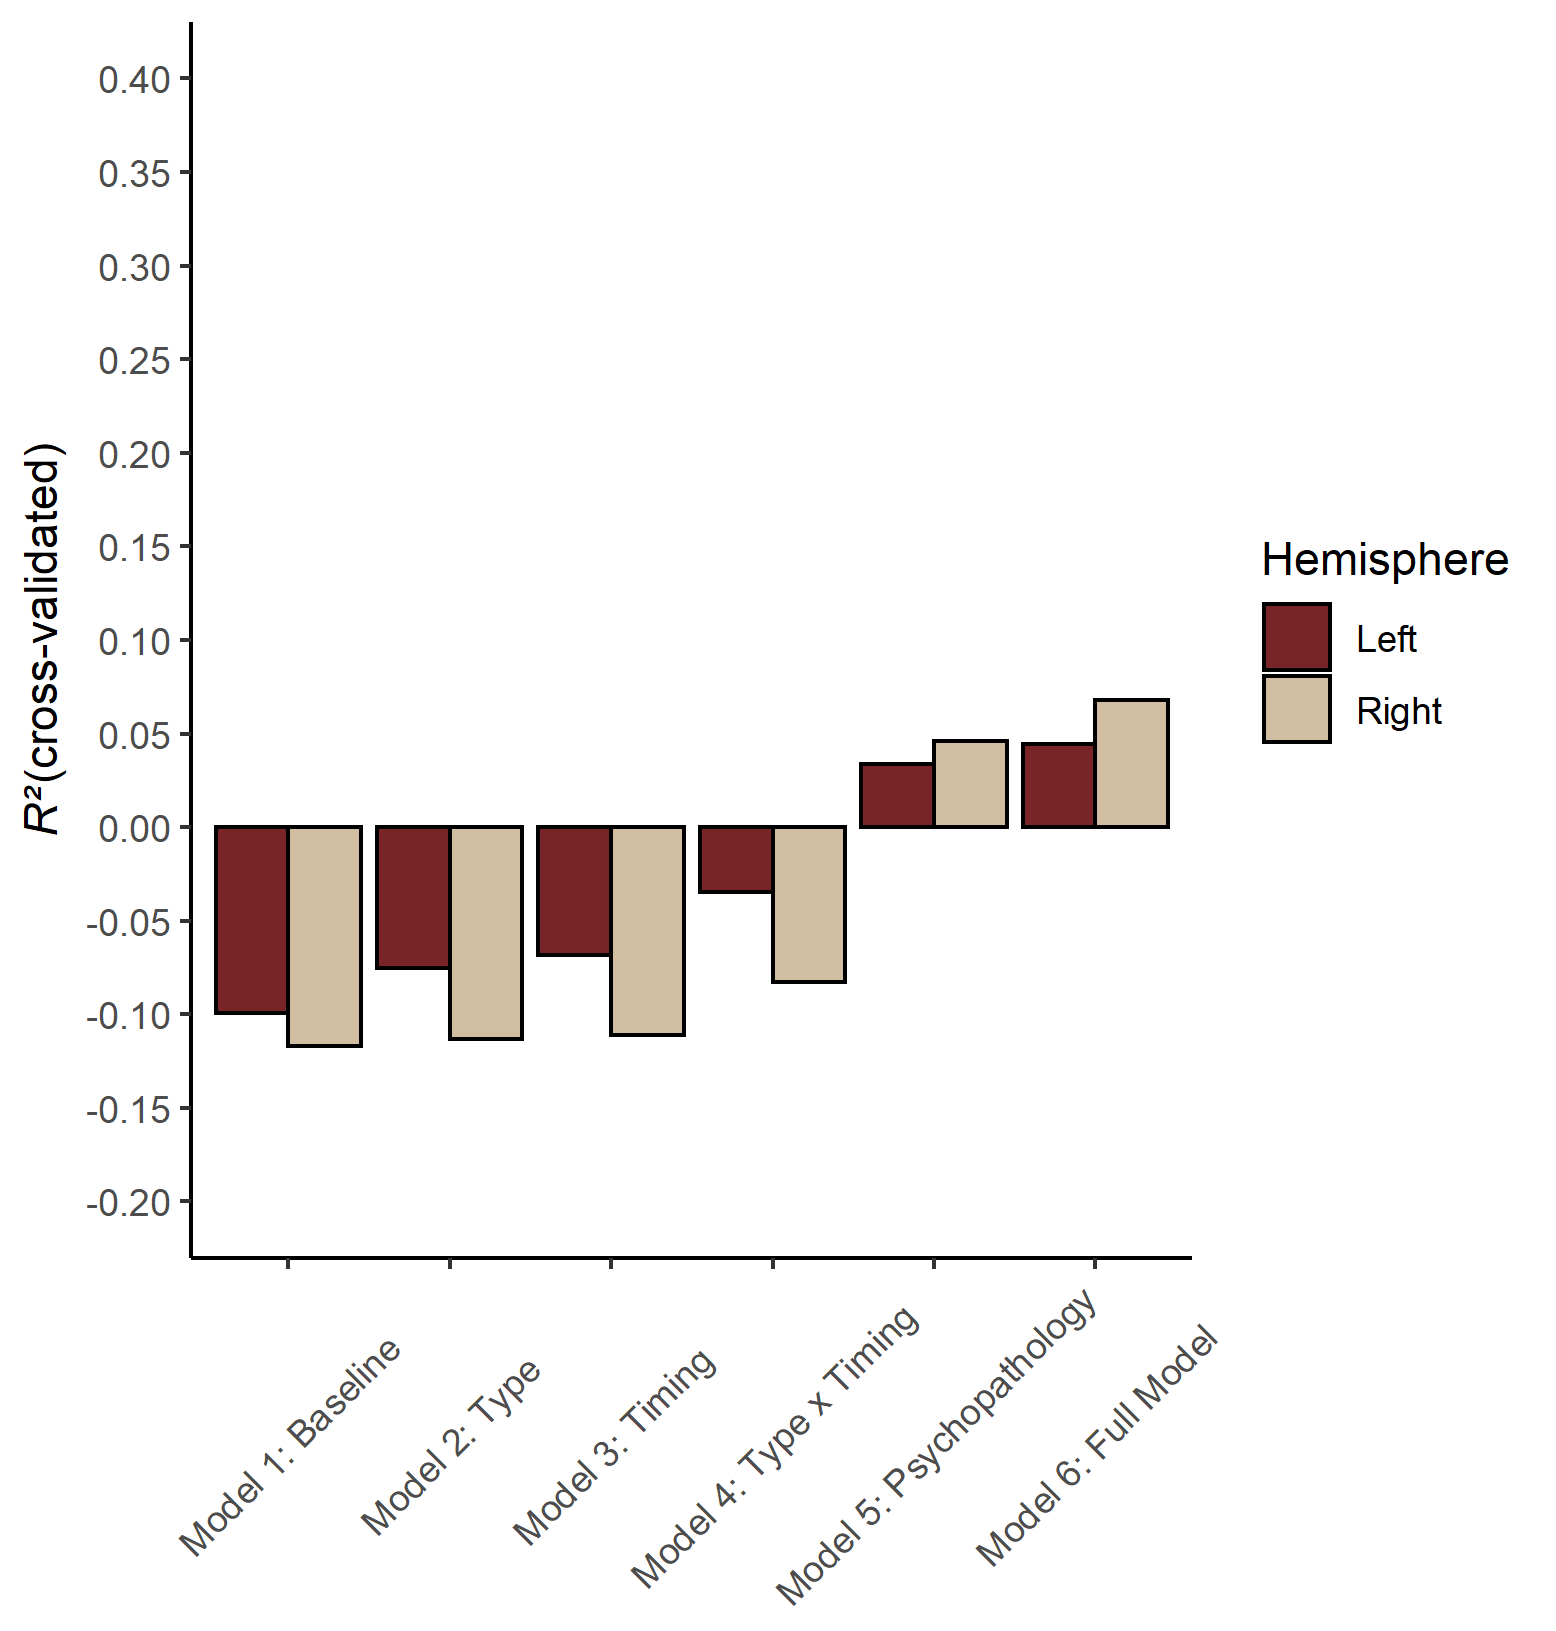 0.40
0.35
0.30
0.25
0.20
0.15
0.10
0.05
0.00
-0.05
-0.10
-0.15
-0.20
R²(cross-validated)
Model 1: Baseline
Model 2: Type
Model 3: Timing
Model 4: Type x Timing
Model 5: Psychopathology
Model 6: Full Model
Hemisphere
Left
Right